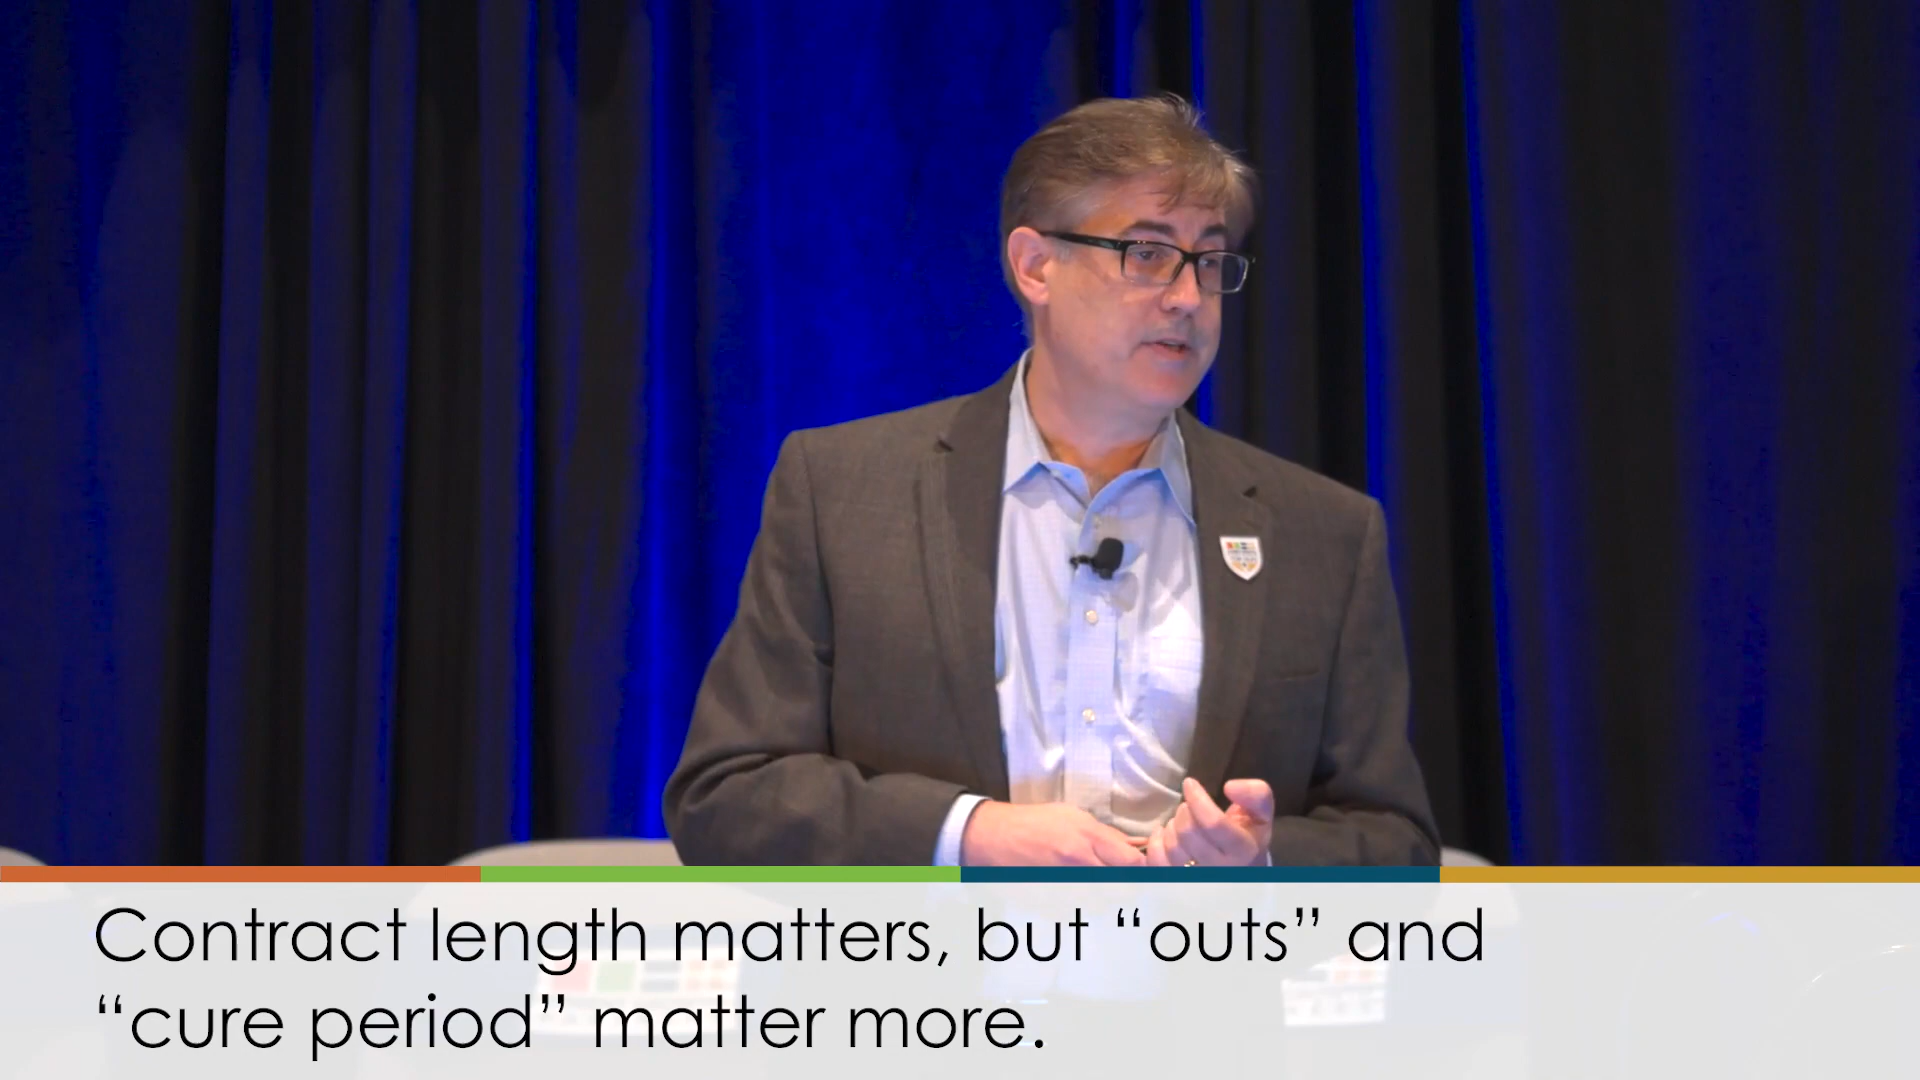 Contract length matters, but “outs” and
“cure period” matter more.